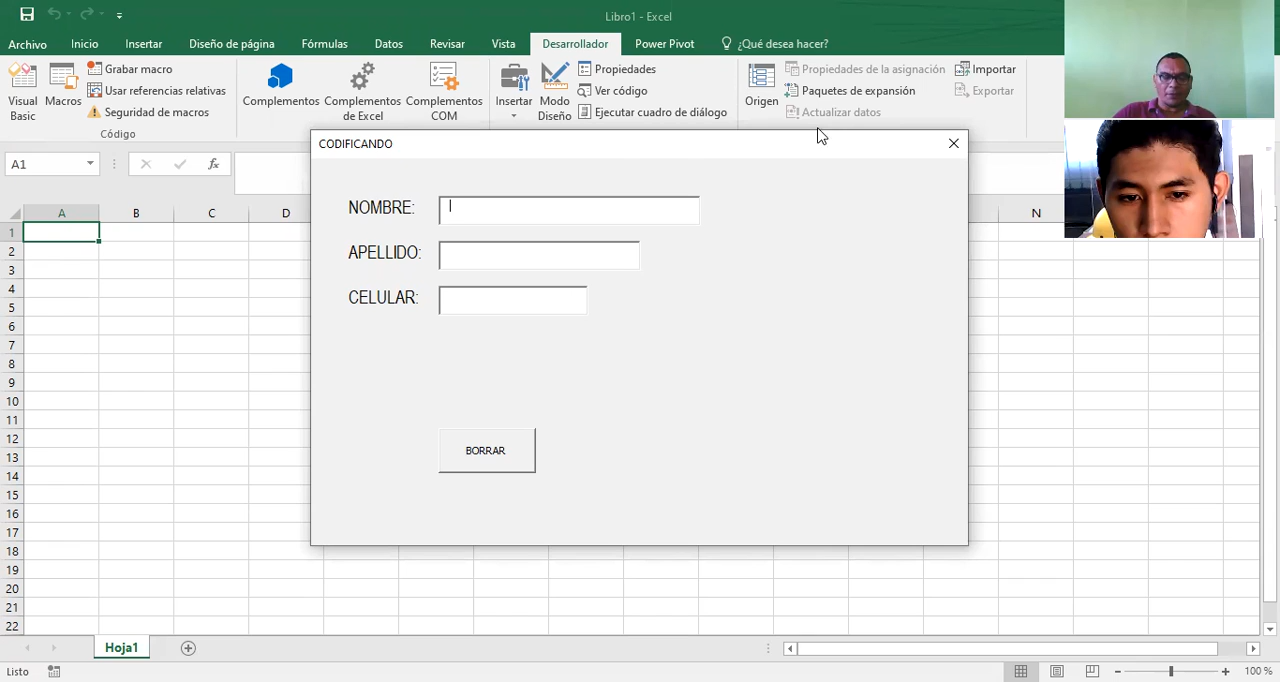 Libro1 - Excel
Archivo Inicio Insertar Diseño de página Fórmulas Datos Revisar Vista Desarrollador Power Pivot ¿Qué desea hacer?
Visual Basic
Macros
Grabar macro
Usar referencias relativas
Seguridad de macros
Código
Complementos
Complementos de Excel
Complementos COM
Insertar
Modo Diseño
Propiedades
Ver código
Ejecutar cuadro de diálogo
Origen
Propiedades de la asignación
Paquetes de expansión
Actualizar datos
Importar
Exportar
A1
fx
CODIFICANDO
NOMBRE:
APELLIDO:
CELULAR:
BORRAR
A B C D N
1
2
3
4
5
6
7
8
9
10
11
12
13
14
15
16
17
18
19
20
21
22
Hoja1
Listo
100 %